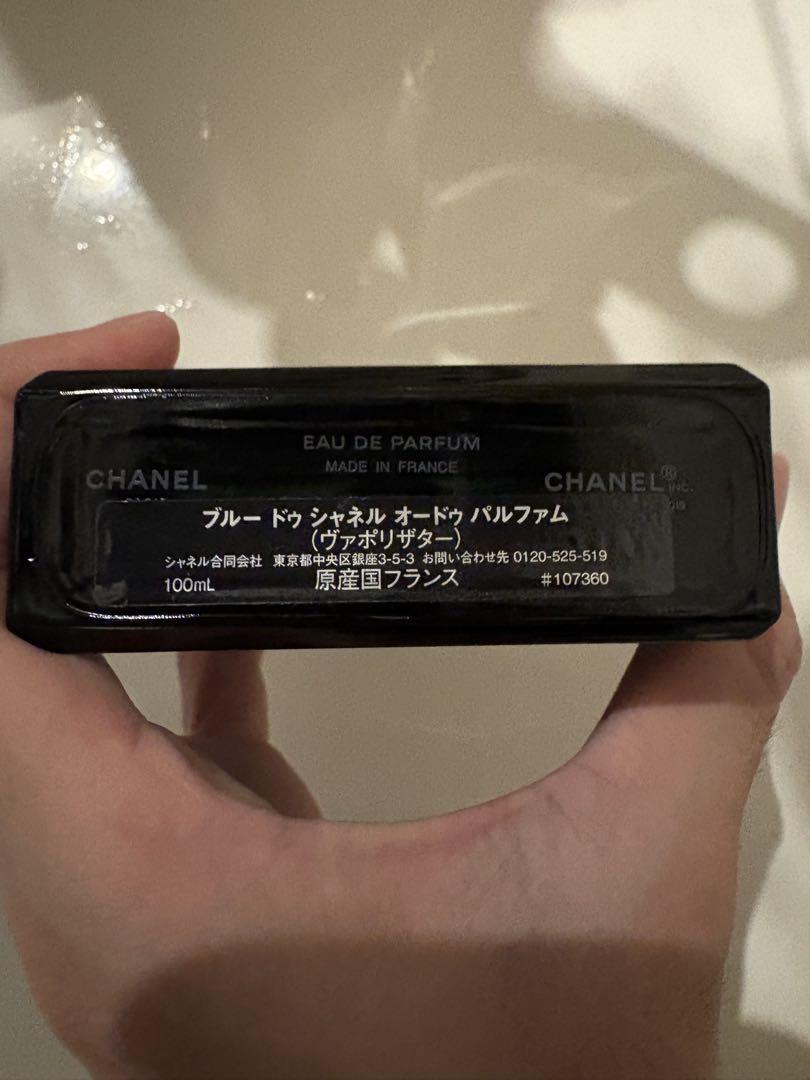 EAU DE PARFUM
MADE IN FRANCE
CHANEL
CHANEL® INC.
ブルー ドゥ シャネル オードゥ パルファム
(ヴァポリザター)
シャネル合同会社 東京都中央区銀座3-5-3 お問い合わせ先 0120-525-519
100mL 原産国フランス #107360